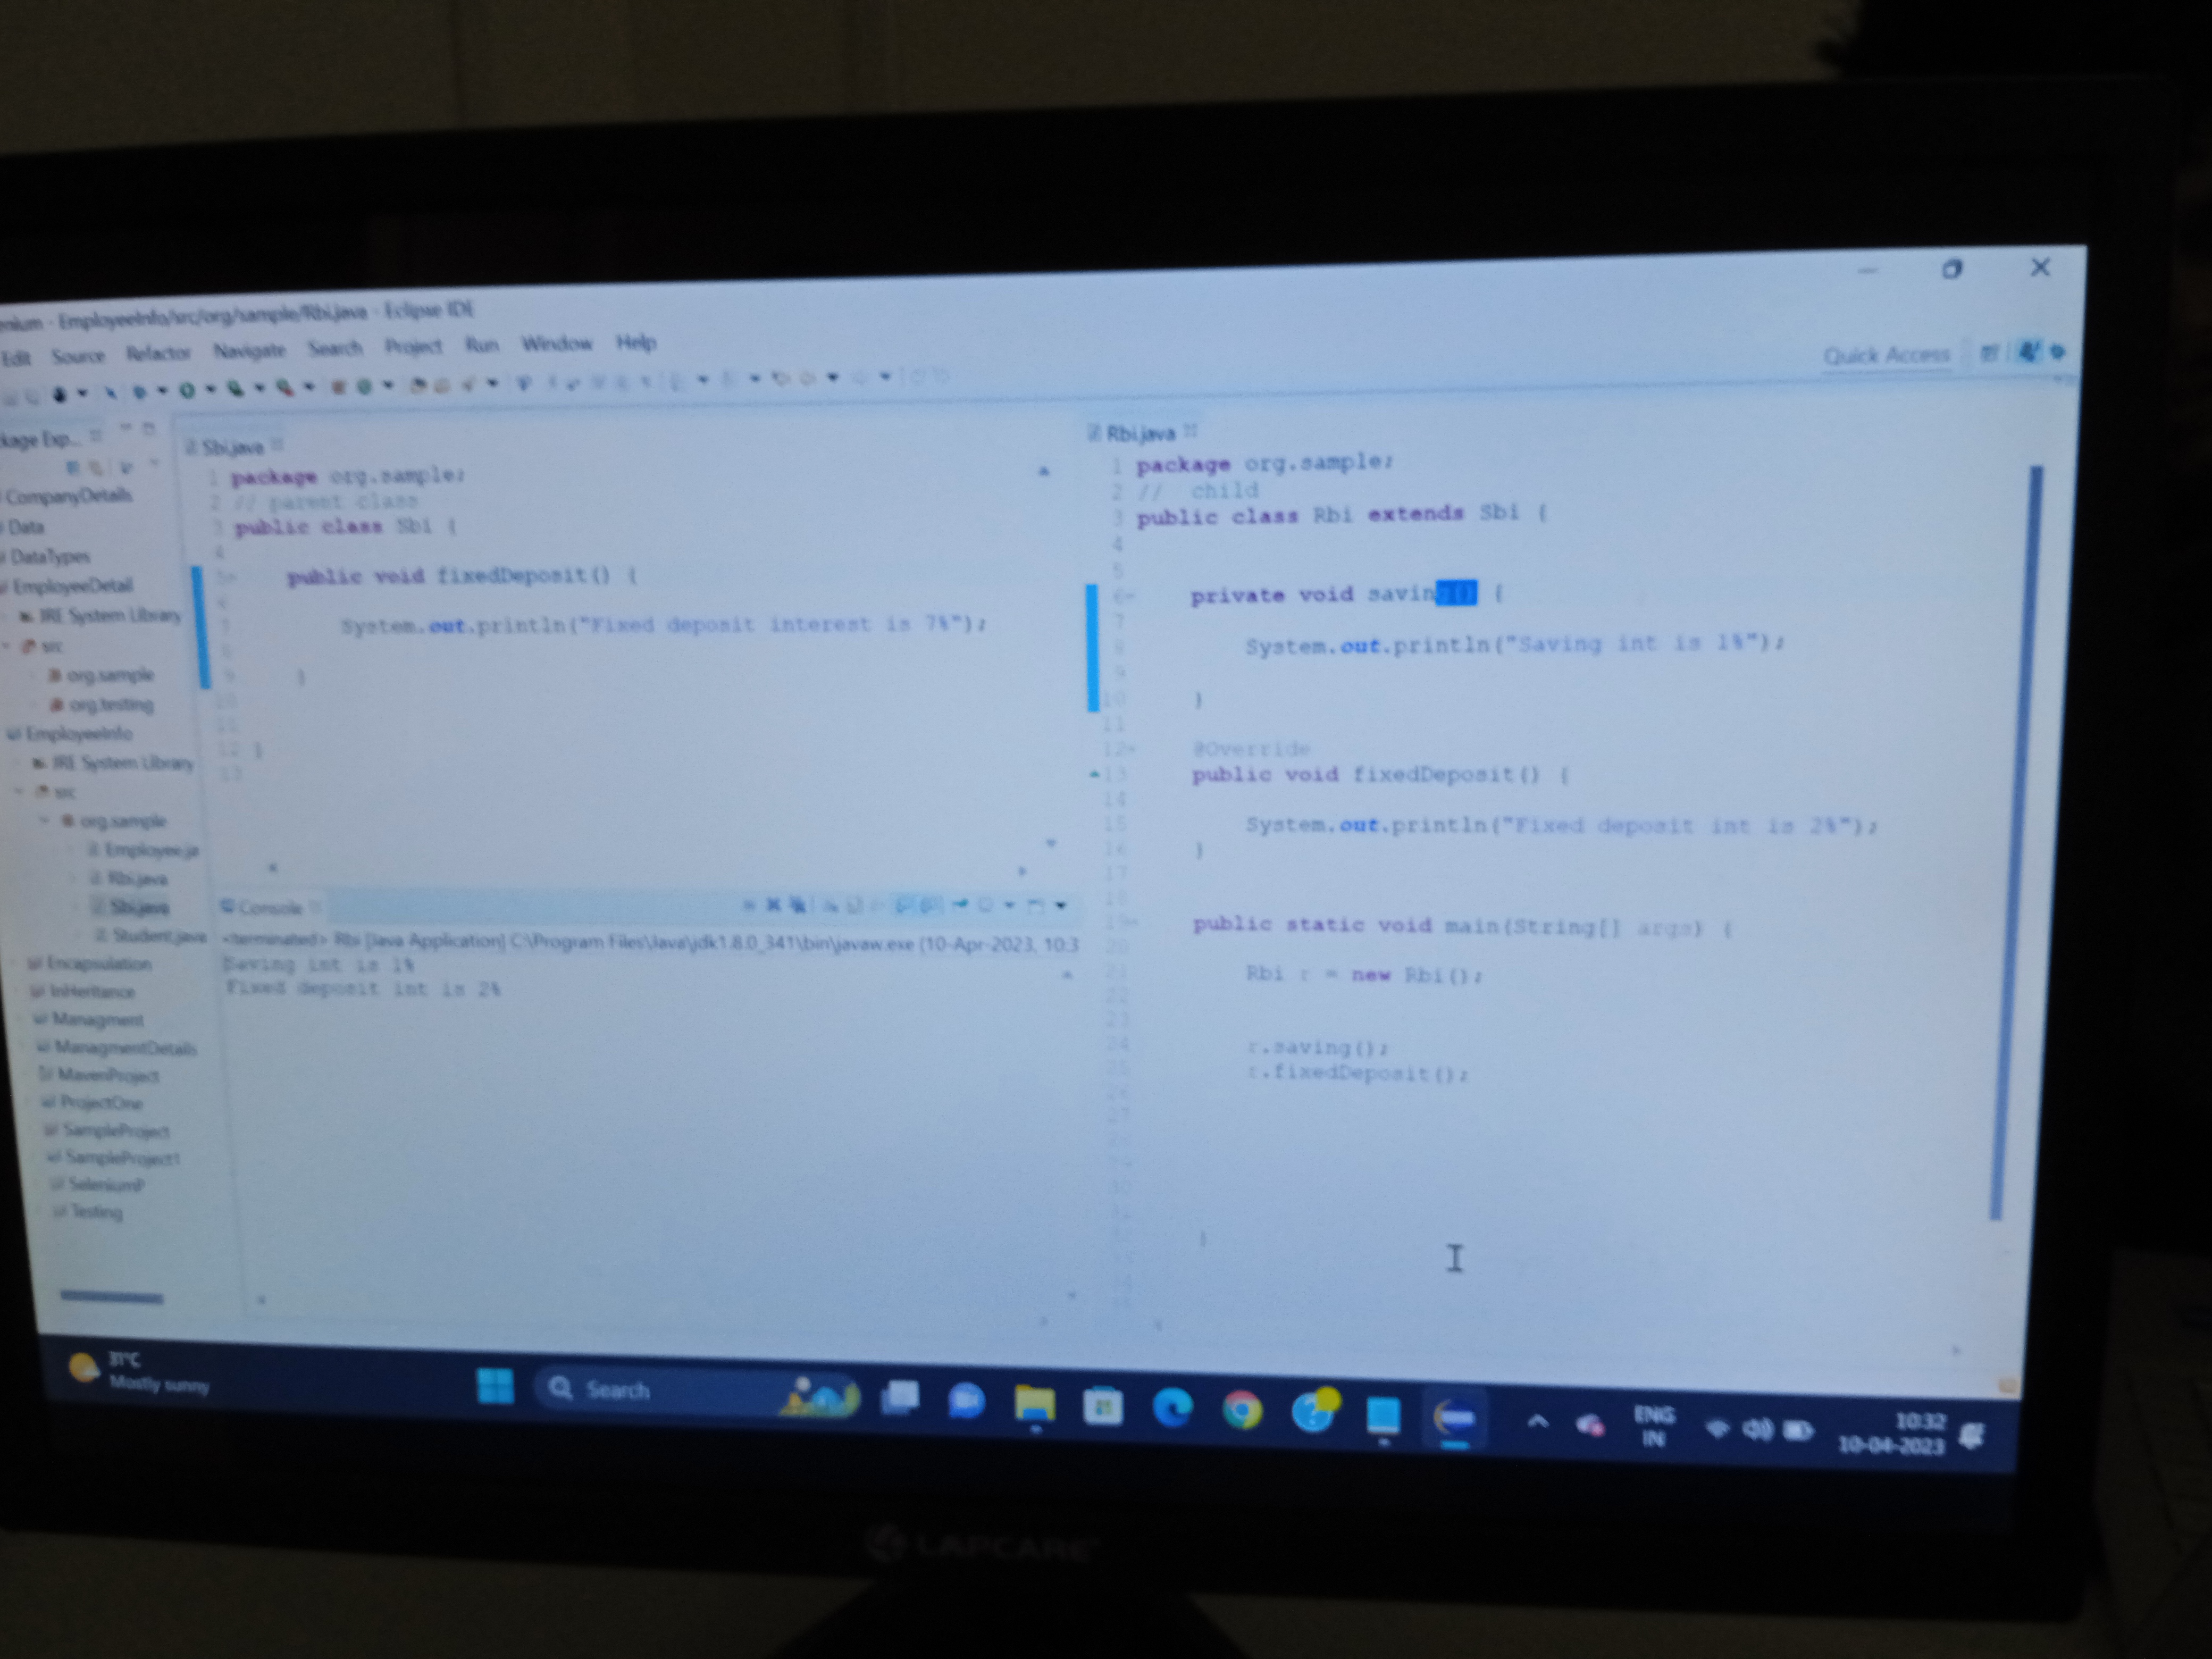 enium - EmployeeInfo/src/org/sample/Rbi.java - Eclipse IDE
Edit Source Refactor Navigate Search Project Run Window Help
Quick Access
kage Exp...
CompanyDetails
Data
DataTypes
EmployeeDetail
JRE System Library
src
org.sample
org.testing
EmployeeInfo
JRE System Library
src
org.sample
Employee.ja
Rbi.java
Sbi.java
Student.java
Encapsulation
InHeritance
Managment
ManagmentDetails
MavenProject
ProjectOne
SampleProject
SampleProject1
SeleniumP
Testing
Sbi.java
1 package org.sample;
2 // parent class
3 public class Sbi {
4
5 public void fixedDeposit() {
6
7 System.out.println("Fixed deposit interest is 7%");
8
9 }
10
11
12 }
13
Console
<terminated> Rbi [Java Application] C:\Program Files\Java\jdk1.8.0_341\bin\javaw.exe (10-Apr-2023, 10:3
Saving int is 1%
Fixed deposit int is 2%
Rbi.java
1 package org.sample;
2 // child
3 public class Rbi extends Sbi {
4
5
6 private void saving() {
7
8 System.out.println("Saving int is 1%");
9
10 }
11
12 @Override
13 public void fixedDeposit() {
14
15 System.out.println("Fixed deposit int is 2%");
16 }
17
18
19 public static void main(String[] args) {
20
21 Rbi r = new Rbi();
22
23
24 r.saving();
25 r.fixedDeposit();
26
27
28
29
30
}
31°C
Mostly sunny
Search
ENG
IN
10:32
10-04-2023
LAPCARE